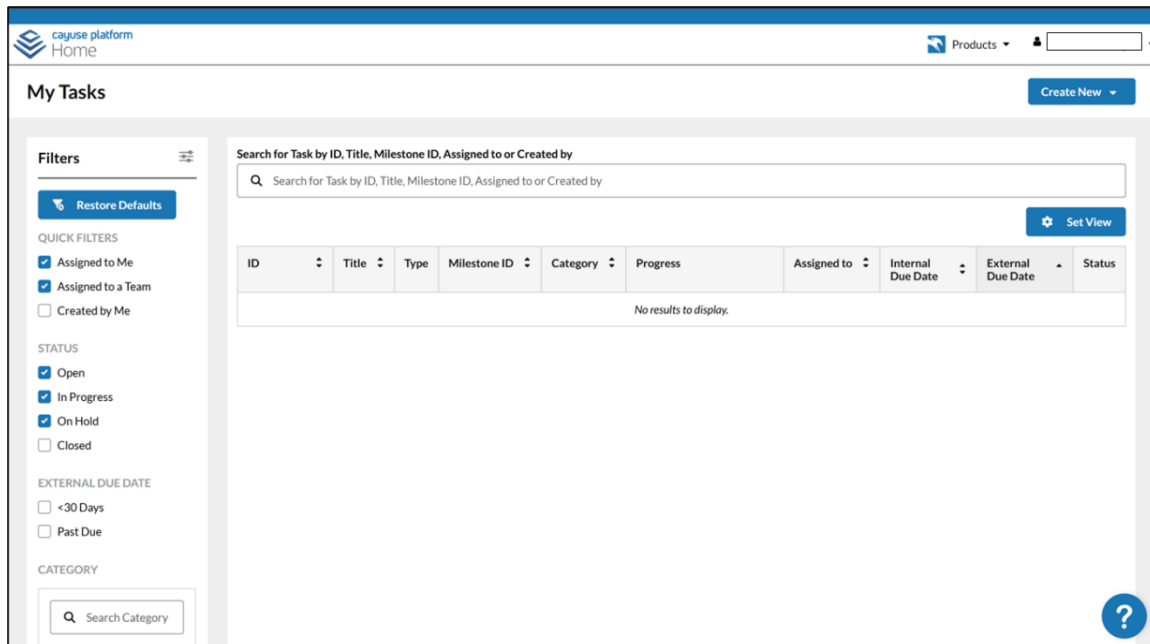 cayuse platform
Home
Products
My Tasks
Create New
Filters
Restore Defaults
QUICK FILTERS
Assigned to Me
Assigned to a Team
Created by Me
STATUS
Open
In Progress
On Hold
Closed
EXTERNAL DUE DATE
<30 Days
Past Due
CATEGORY
Search Category
Search for Task by ID, Title, Milestone ID, Assigned to or Created by
Search for Task by ID, Title, Milestone ID, Assigned to or Created by
Set View
ID Title Type Milestone ID Category Progress Assigned to Internal Due Date External Due Date Status
No results to display.
?